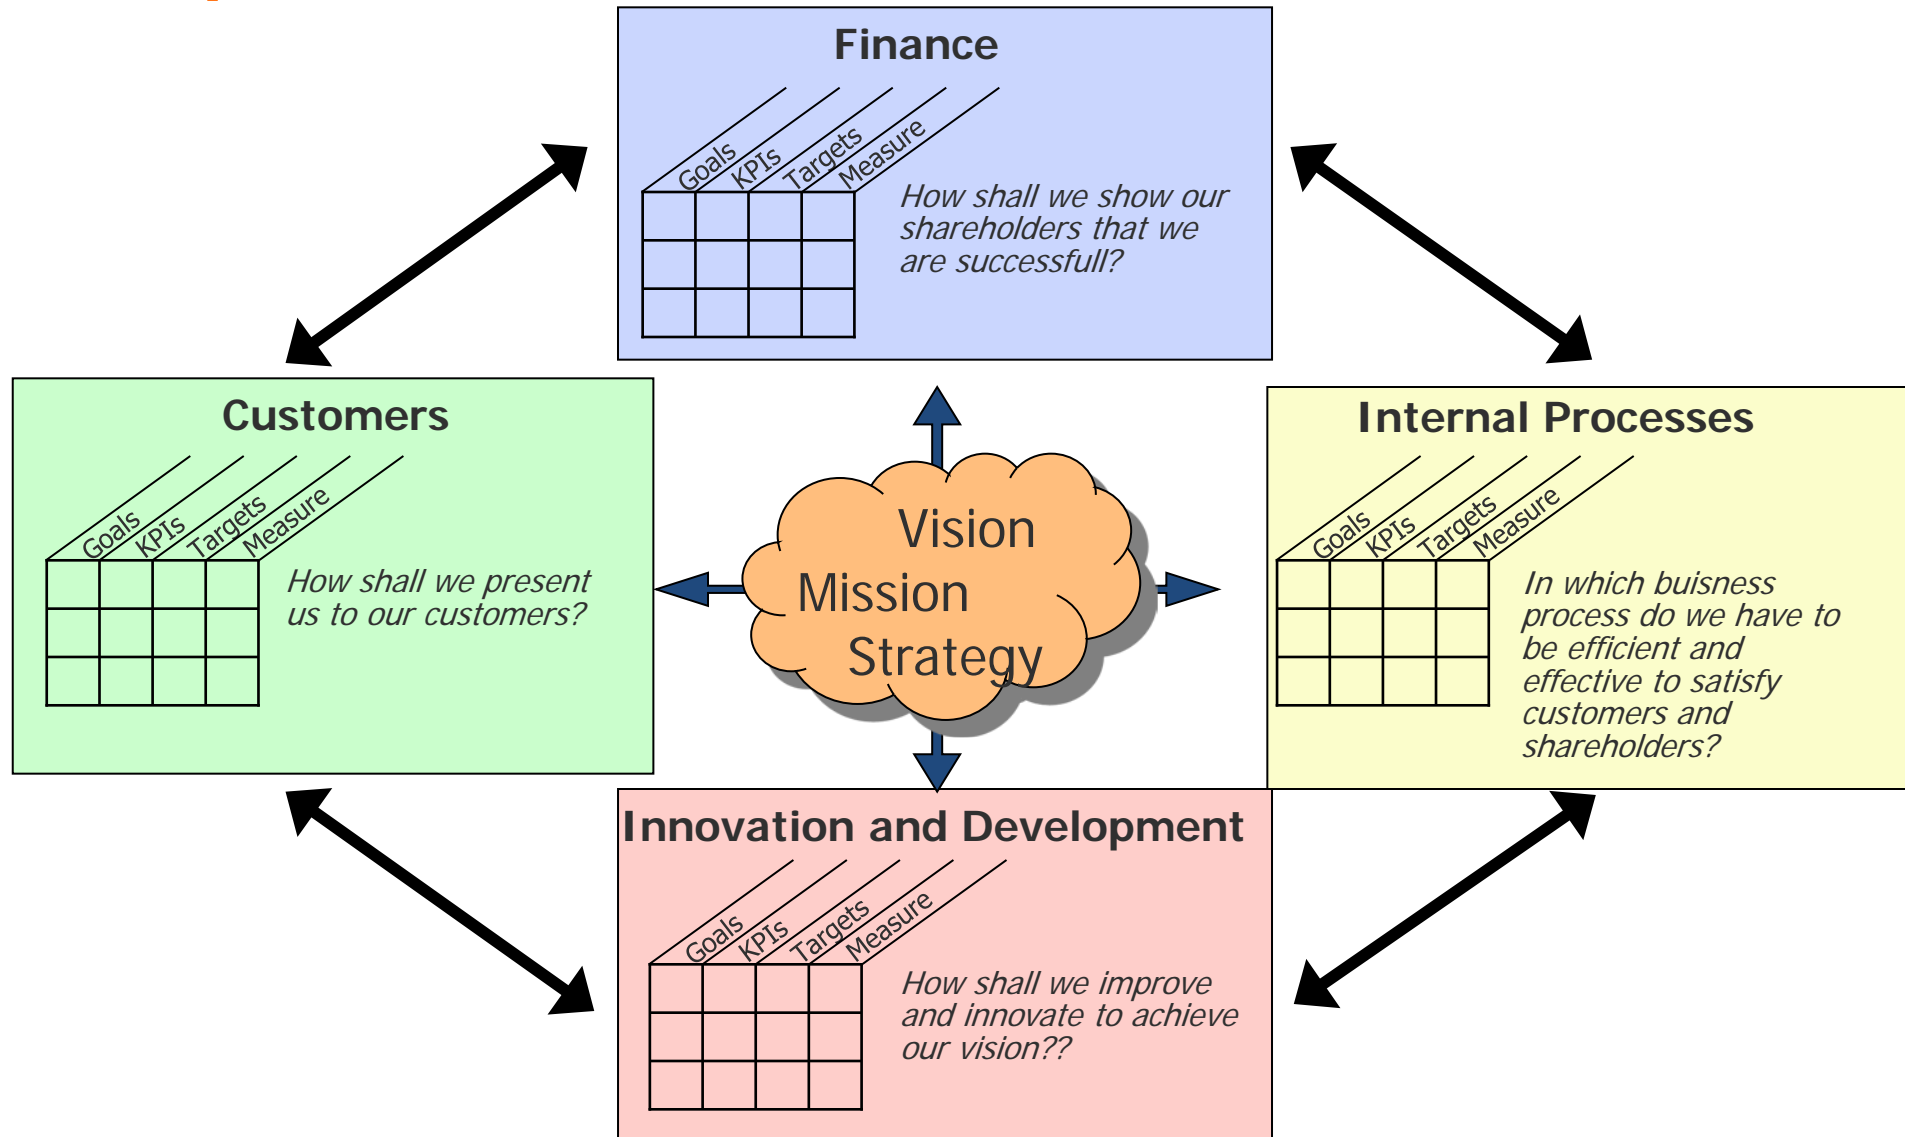 Finance
Goals
KPIs
Targets
Measure
How shall we show our
shareholders that we
are successfull?
Customers
Goals
KPIs
Targets
Measure
How shall we present
us to our customers?
Vision
Mission
Strategy
Internal Processes
Goals
KPIs
Targets
Measure
In which buisness
process do we have to
be efficient and
effective to satisfy
customers and
shareholders?
Innovation and Development
Goals
KPIs
Targets
Measure
How shall we improve
and innovate to achieve
our vision??